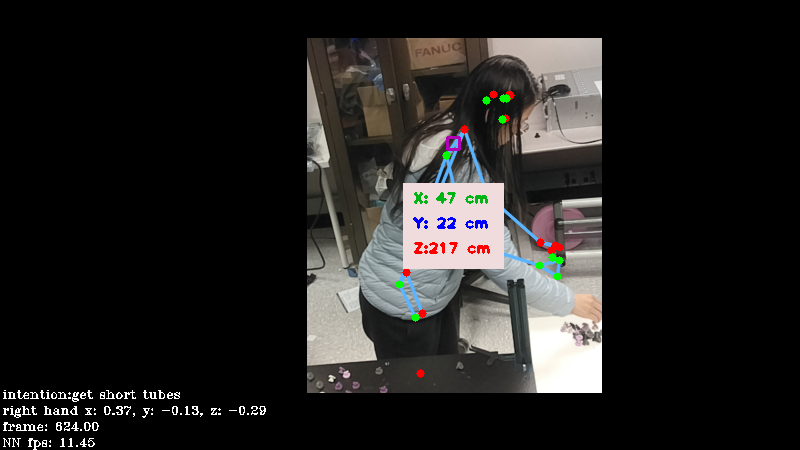 FANUC
X: 47 cm
Y: 22 cm
Z:217 cm
intention:get short tubes
right hand x: 0.37, y: -0.13, z: -0.29
frame: 624.00
NN fps: 11.45